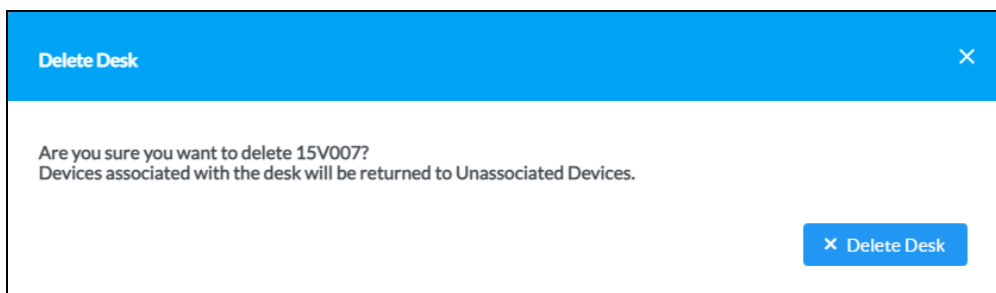 Delete Desk
Are you sure you want to delete 15V007?
Devices associated with the desk will be returned to Unassociated Devices.
Delete Desk